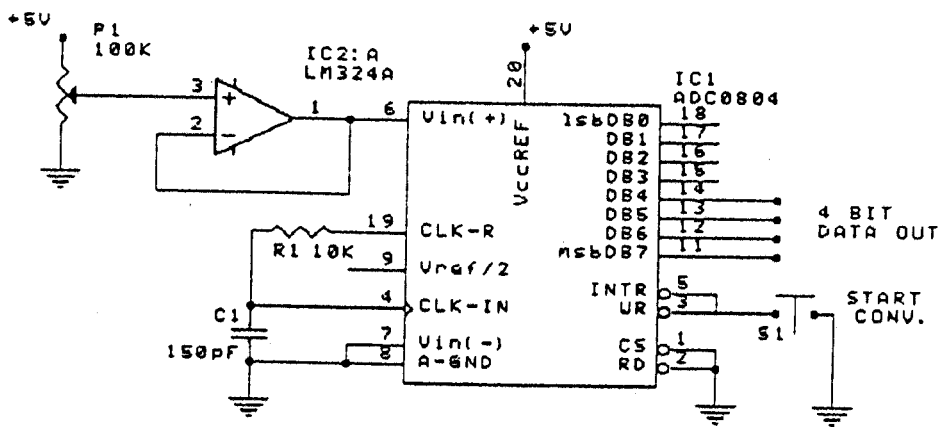 +5V
P1
100K
IC2:A
LM324A
3
+
1
2
-
+5V
20
IC1
ADC0804
6
Vin(+)
VccREF
lsbDB0
18
DB1
17
DB2
16
DB3
15
DB4
14
DB5
13
DB6
12
msbDB7
11
4 BIT
DATA OUT
19
CLK-R
R1 10K
9
Vref/2
4
CLK-IN
C1
150pF
7
Vin(-)
8
A-GND
INTR
5
WR
3
S1
START
CONV.
CS
1
RD
2